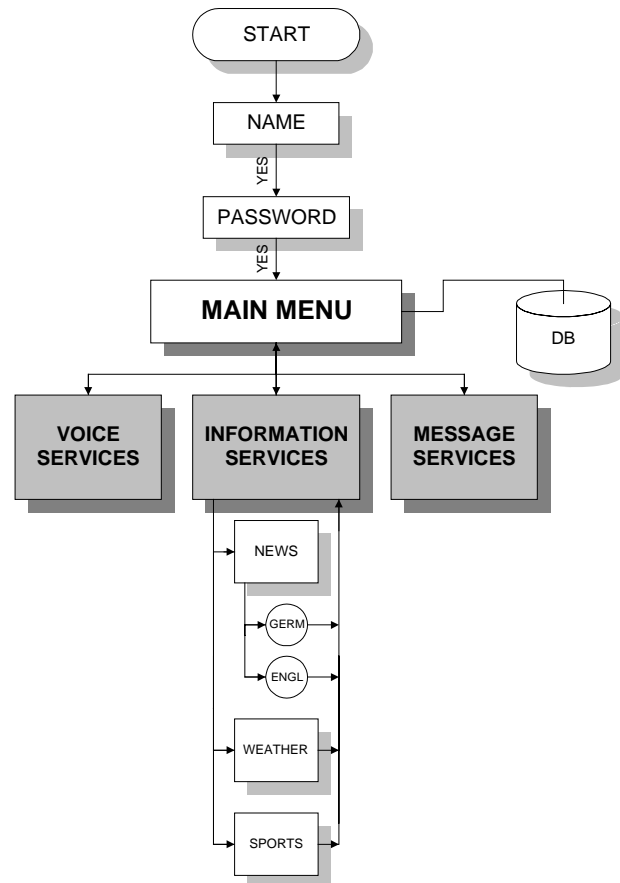 START
NAME
YES
PASSWORD
YES
MAIN MENU
DB
VOICE
SERVICES
INFORMATION
SERVICES
MESSAGE
SERVICES
NEWS
GERM
ENGL
WEATHER
SPORTS